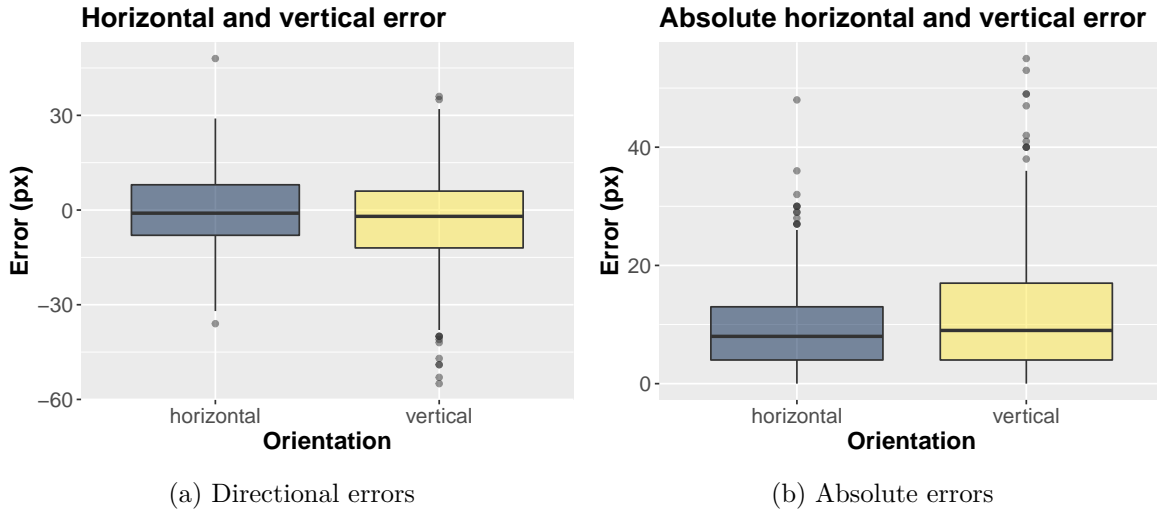 Horizontal and vertical error
30
0
−30
−60
Error (px)
horizontal
vertical
Orientation
(a) Directional errors
Absolute horizontal and vertical error
40
20
0
Error (px)
horizontal
vertical
Orientation
(b) Absolute errors